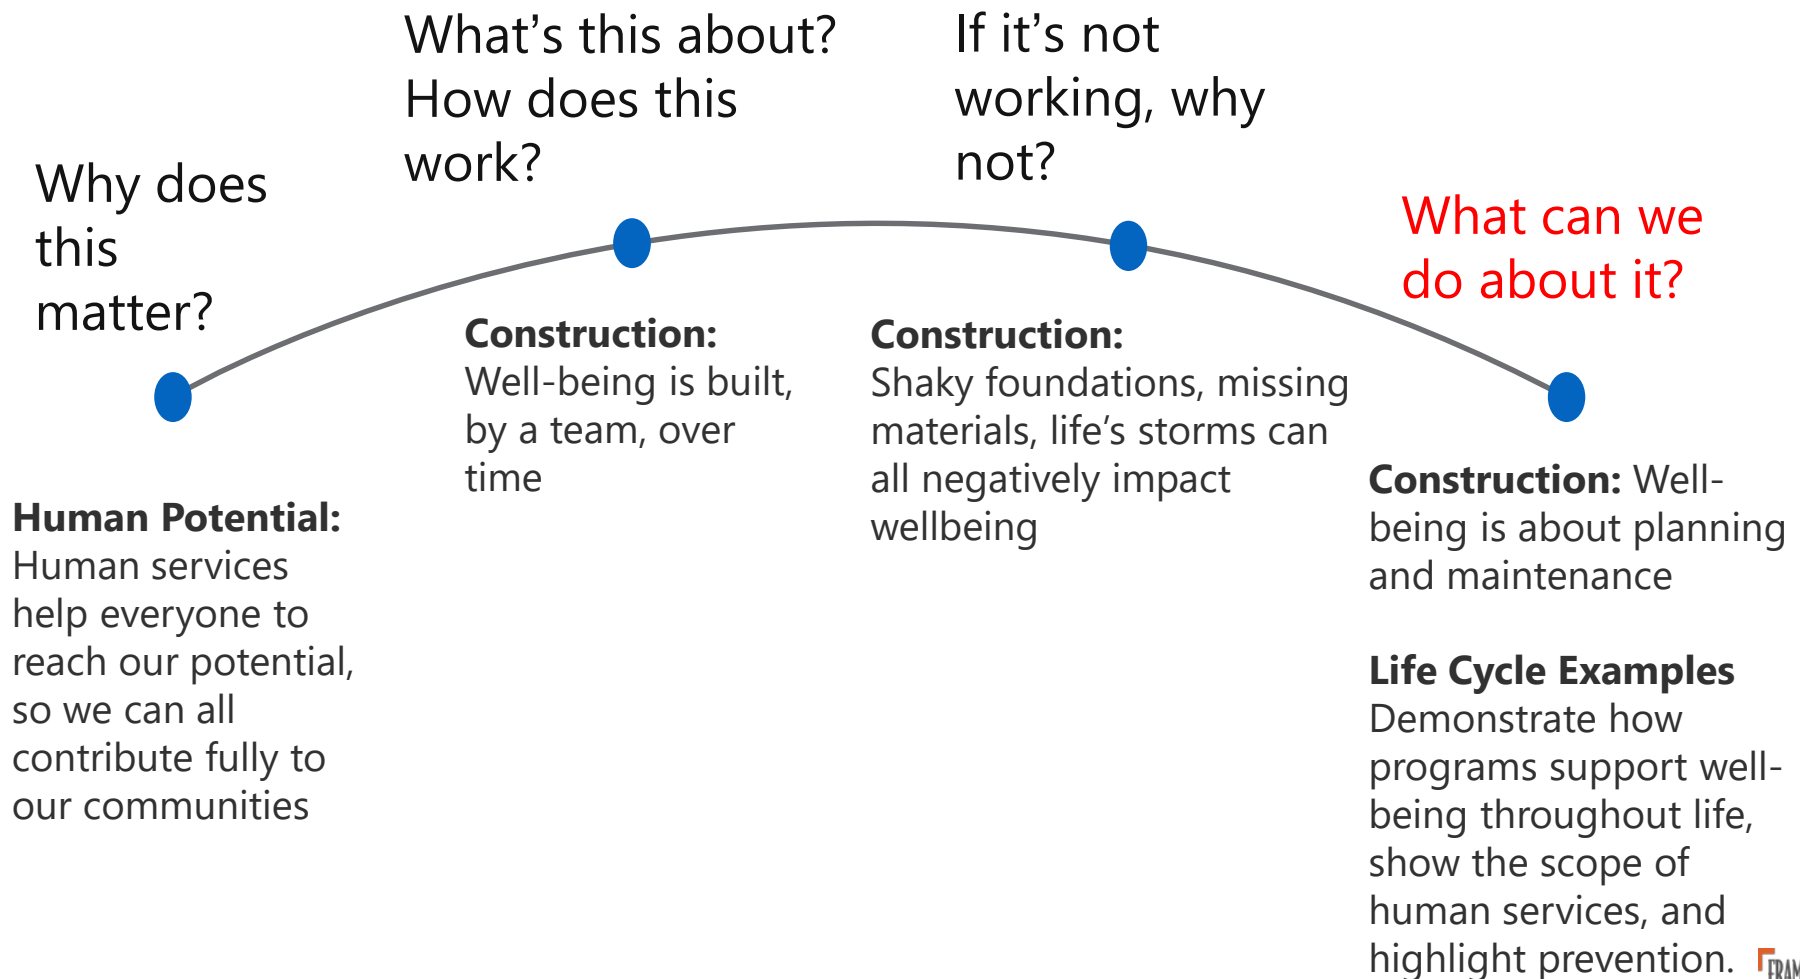 Why does
this
matter?
Human Potential:
Human services
help everyone to
reach our potential,
so we can all
contribute fully to
our communities
What’s this about?
How does this
work?
Construction:
Well-being is built,
by a team, over
time
If it’s not
working, why
not?
Construction:
Shaky foundations, missing
materials, life’s storms can
all negatively impact
wellbeing
What can we
do about it?
Construction: Well-
being is about planning
and maintenance
Life Cycle Examples
Demonstrate how
programs support well-
being throughout life,
show the scope of
human services, and
highlight prevention.